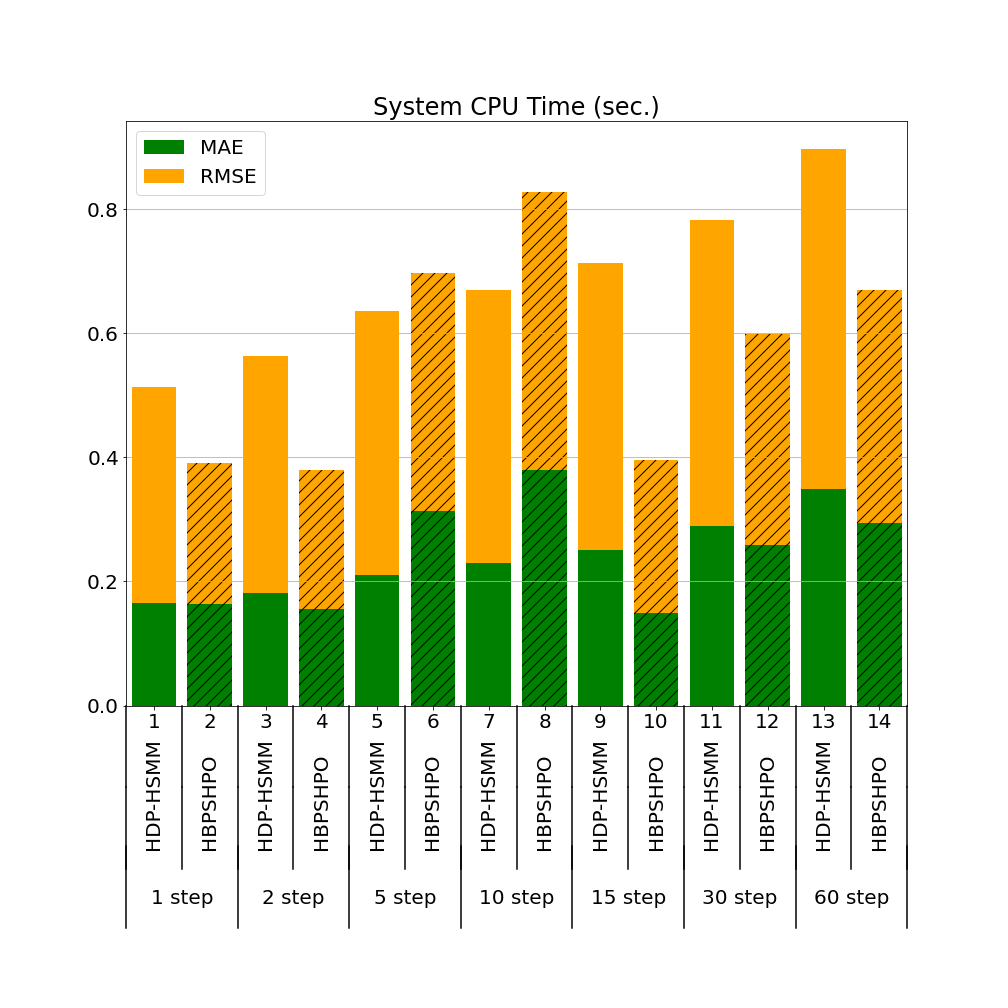 System CPU Time (sec.)
MAE
RMSE
0.8
0.6
0.4
0.2
0.0
1 2 3 4 5 6 7 8 9 10 11 12 13 14
HDP-HSMM HBPSHPO HDP-HSMM HBPSHPO HDP-HSMM HBPSHPO HDP-HSMM HBPSHPO HDP-HSMM HBPSHPO HDP-HSMM HBPSHPO HDP-HSMM HBPSHPO
1 step 2 step 5 step 10 step 15 step 30 step 60 step